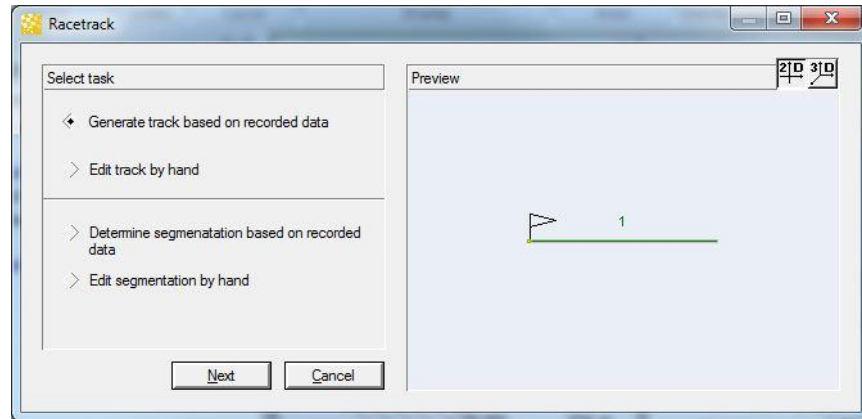 Racetrack
Select task
Generate track based on recorded data
Edit track by hand
Determine segmenatation based on recorded
data
Edit segmentation by hand
Next
Cancel
Preview
2D 3D
1